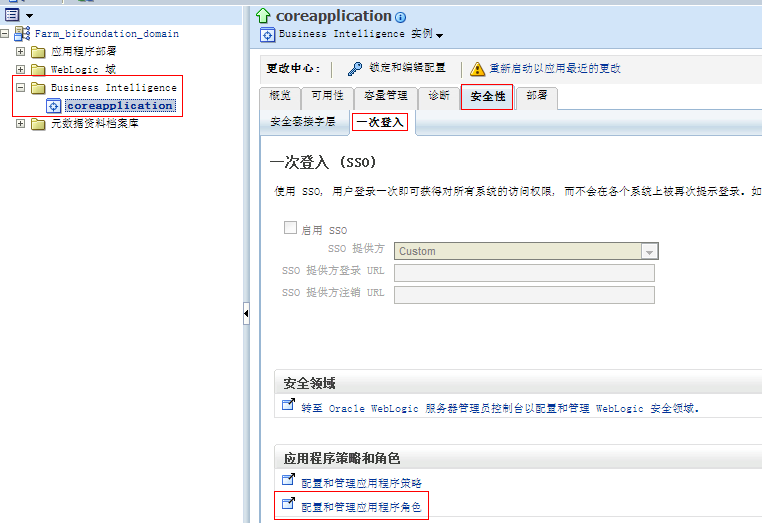 Farm_bifoundation_domain
应用程序部署
WebLogic 域
Business Intelligence
coreapplication
元数据资料档案库
coreapplication
Business Intelligence 实例
更改中心:
锁定和编辑配置
重新启动以应用最近的更改
概览
可用性
容量管理
诊断
安全性
部署
安全套接字层
一次登入
一次登入 (SSO)
使用 SSO, 用户登录一次即可获得对所有系统的访问权限, 而不会在各个系统上被再次提示登录. 如
启用 SSO
SSO 提供方
Custom
SSO 提供方登录 URL
SSO 提供方注销 URL
安全领域
转至 Oracle WebLogic 服务器管理员控制台以配置和管理 WebLogic 安全领域.
应用程序策略和角色
配置和管理应用程序策略
配置和管理应用程序角色